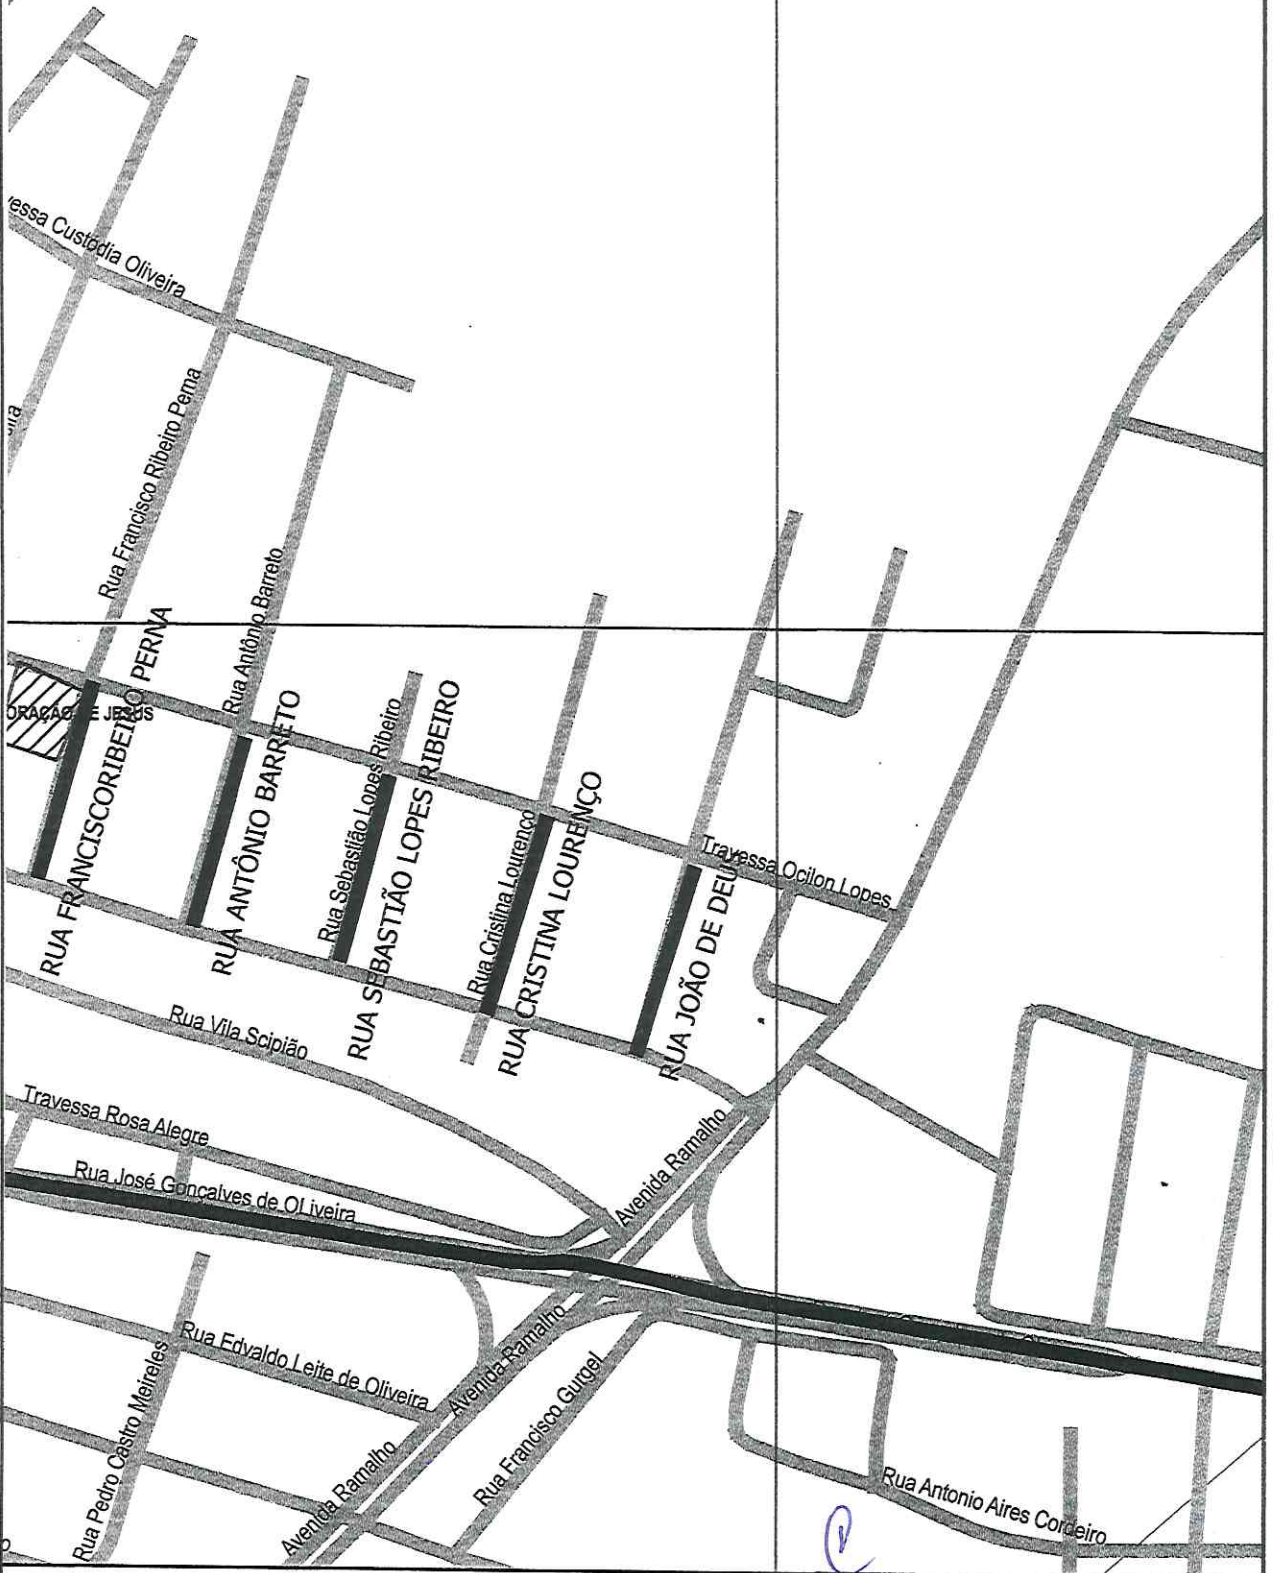 essa Custódia Oliveira
Rua Francisco Ribeiro Perna
Rua Antônio Barreto
RUA FRANCISCORIBEIRO PERNA
ORAÇÃO DE JESUS
RUA ANTÔNIO BARRETO
Rua Sebastião Lopes Ribeiro
RUA SEBASTIÃO LOPES RIBEIRO
Rua Cristina Lourenço
RUA CRISTINA LOURENÇO
RUA JOÃO DE DEUS
Travessa Ocilon Lopes
Rua Vila Scipião
Travessa Rosa Alegre
Rua José Gonçalves de OLiveira
Avenida Ramalho
Rua Edvaldo Leite de Oliveira
Avenida Ramalho
Rua Pedro Castro Meireles
Avenida Ramalho
Rua Francisco Gurgel
Rua Antonio Aires Cordeiro